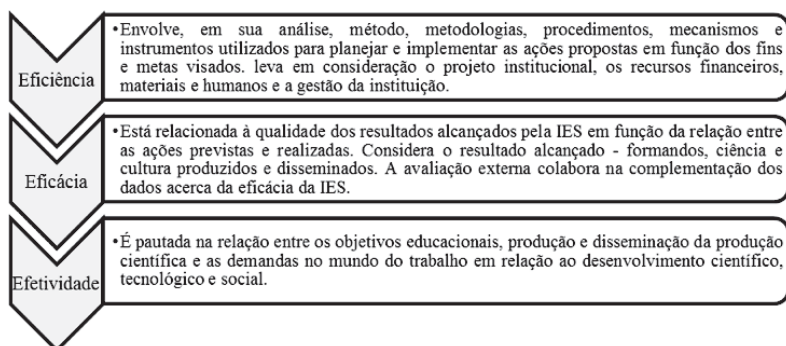 Eficiência
•Envolve, em sua análise, método, metodologias, procedimentos, mecanismos e
instrumentos utilizados para planejar e implementar as ações propostas em função dos fins
e metas visados. leva em consideração o projeto institucional, os recursos financeiros,
materiais e humanos e a gestão da instituição.
Eficácia
•Está relacionada à qualidade dos resultados alcançados pela IES em função da relação entre
as ações previstas e realizadas. Considera o resultado alcançado - formandos, ciência e
cultura produzidos e disseminados. A avaliação externa colabora na complementação dos
dados acerca da eficácia da IES.
Efetividade
•É pautada na relação entre os objetivos educacionais, produção e disseminação da produção
científica e as demandas no mundo do trabalho em relação ao desenvolvimento científico,
tecnológico e social.